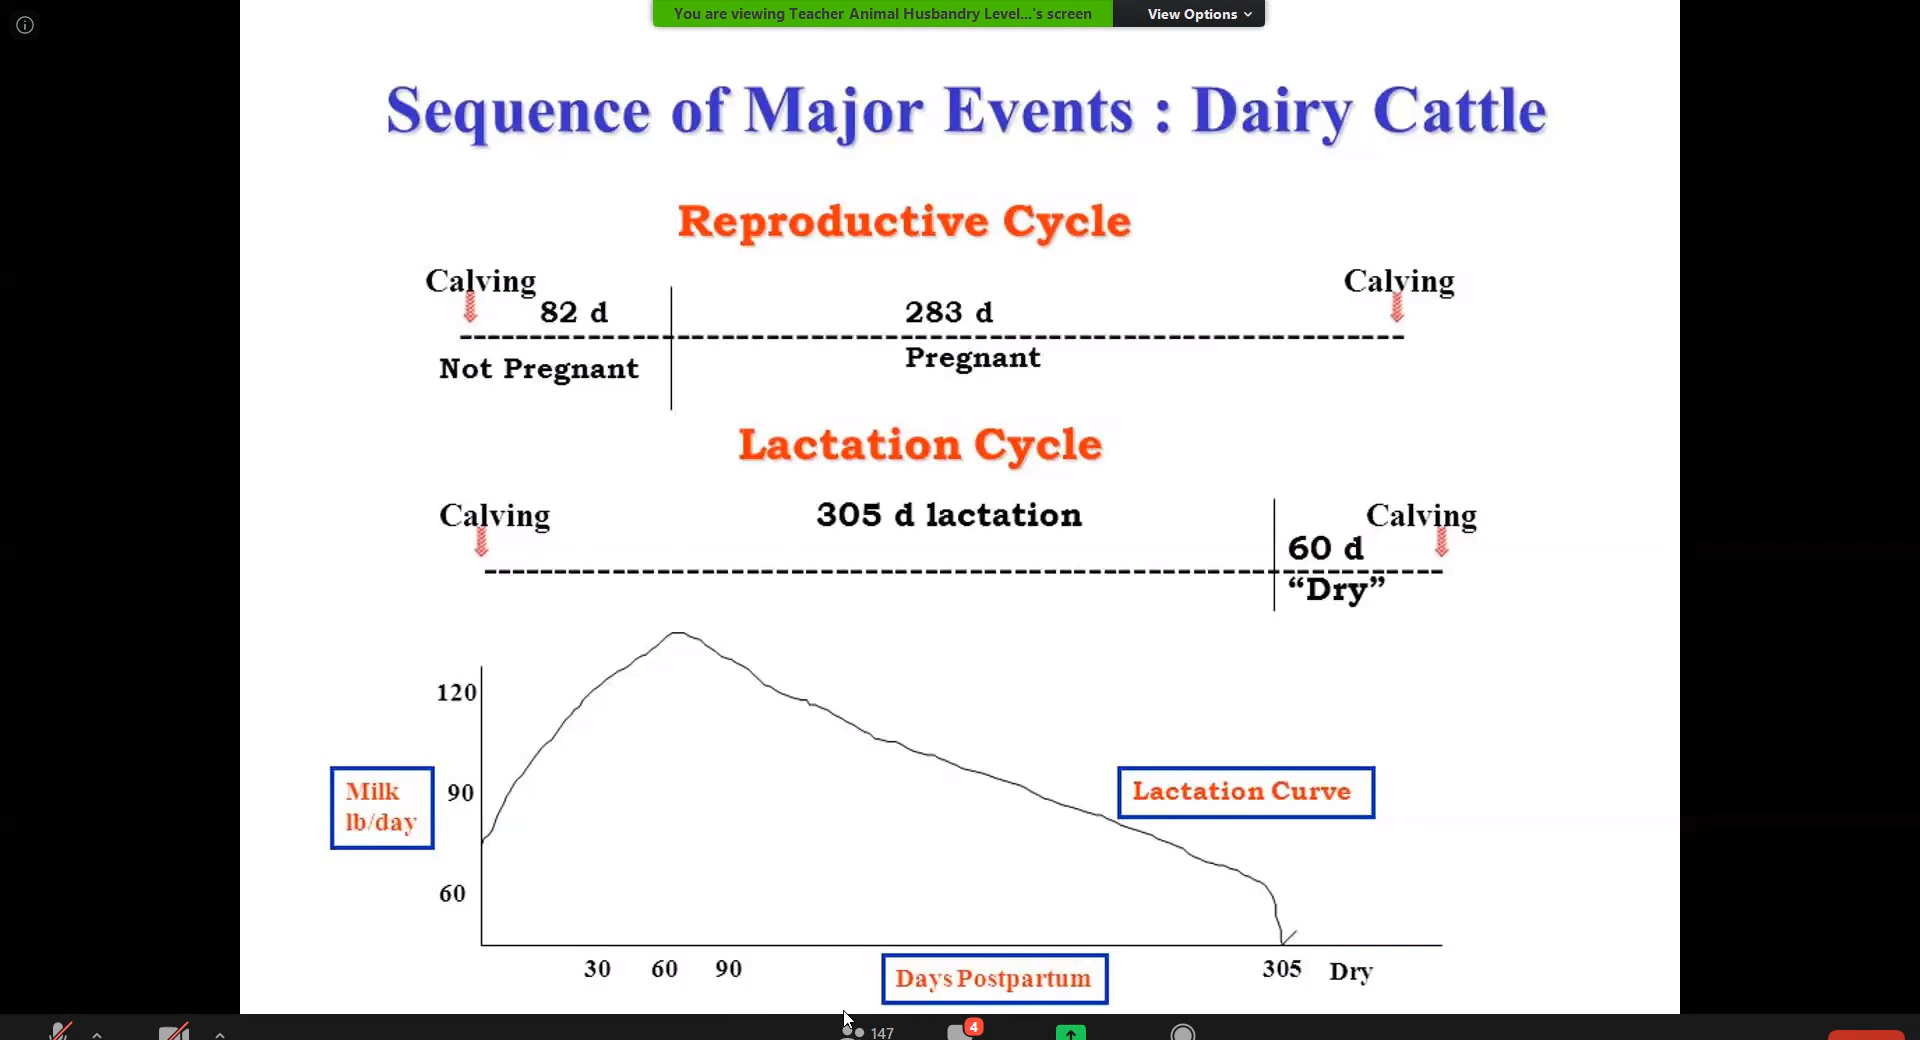 You are viewing Teacher Animal Husbandry Level...'s screen
View Options
Sequence of Major Events : Dairy Cattle
Reproductive Cycle
Calving
Calving
82 d
283 d
Not Pregnant
Pregnant
Lactation Cycle
Calving
305 d lactation
Calving
60 d
“Dry”
120
Milk
lb/day
90
Lactation Curve
60
30 60 90
305 Dry
Days Postpartum
147
4